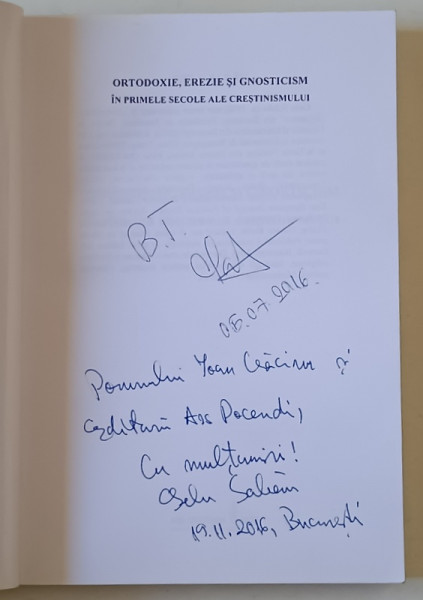 ORTODOXIE, EREZIE ȘI GNOSTICISM
ÎN PRIMELE SECOLE ALE CREȘTINISMULUI
B.T.
05.07.2016.
Domnului Ioan Crăciun și
Editurii Ars Docendi,
Cu mulțumiri!
19.11.2016, București